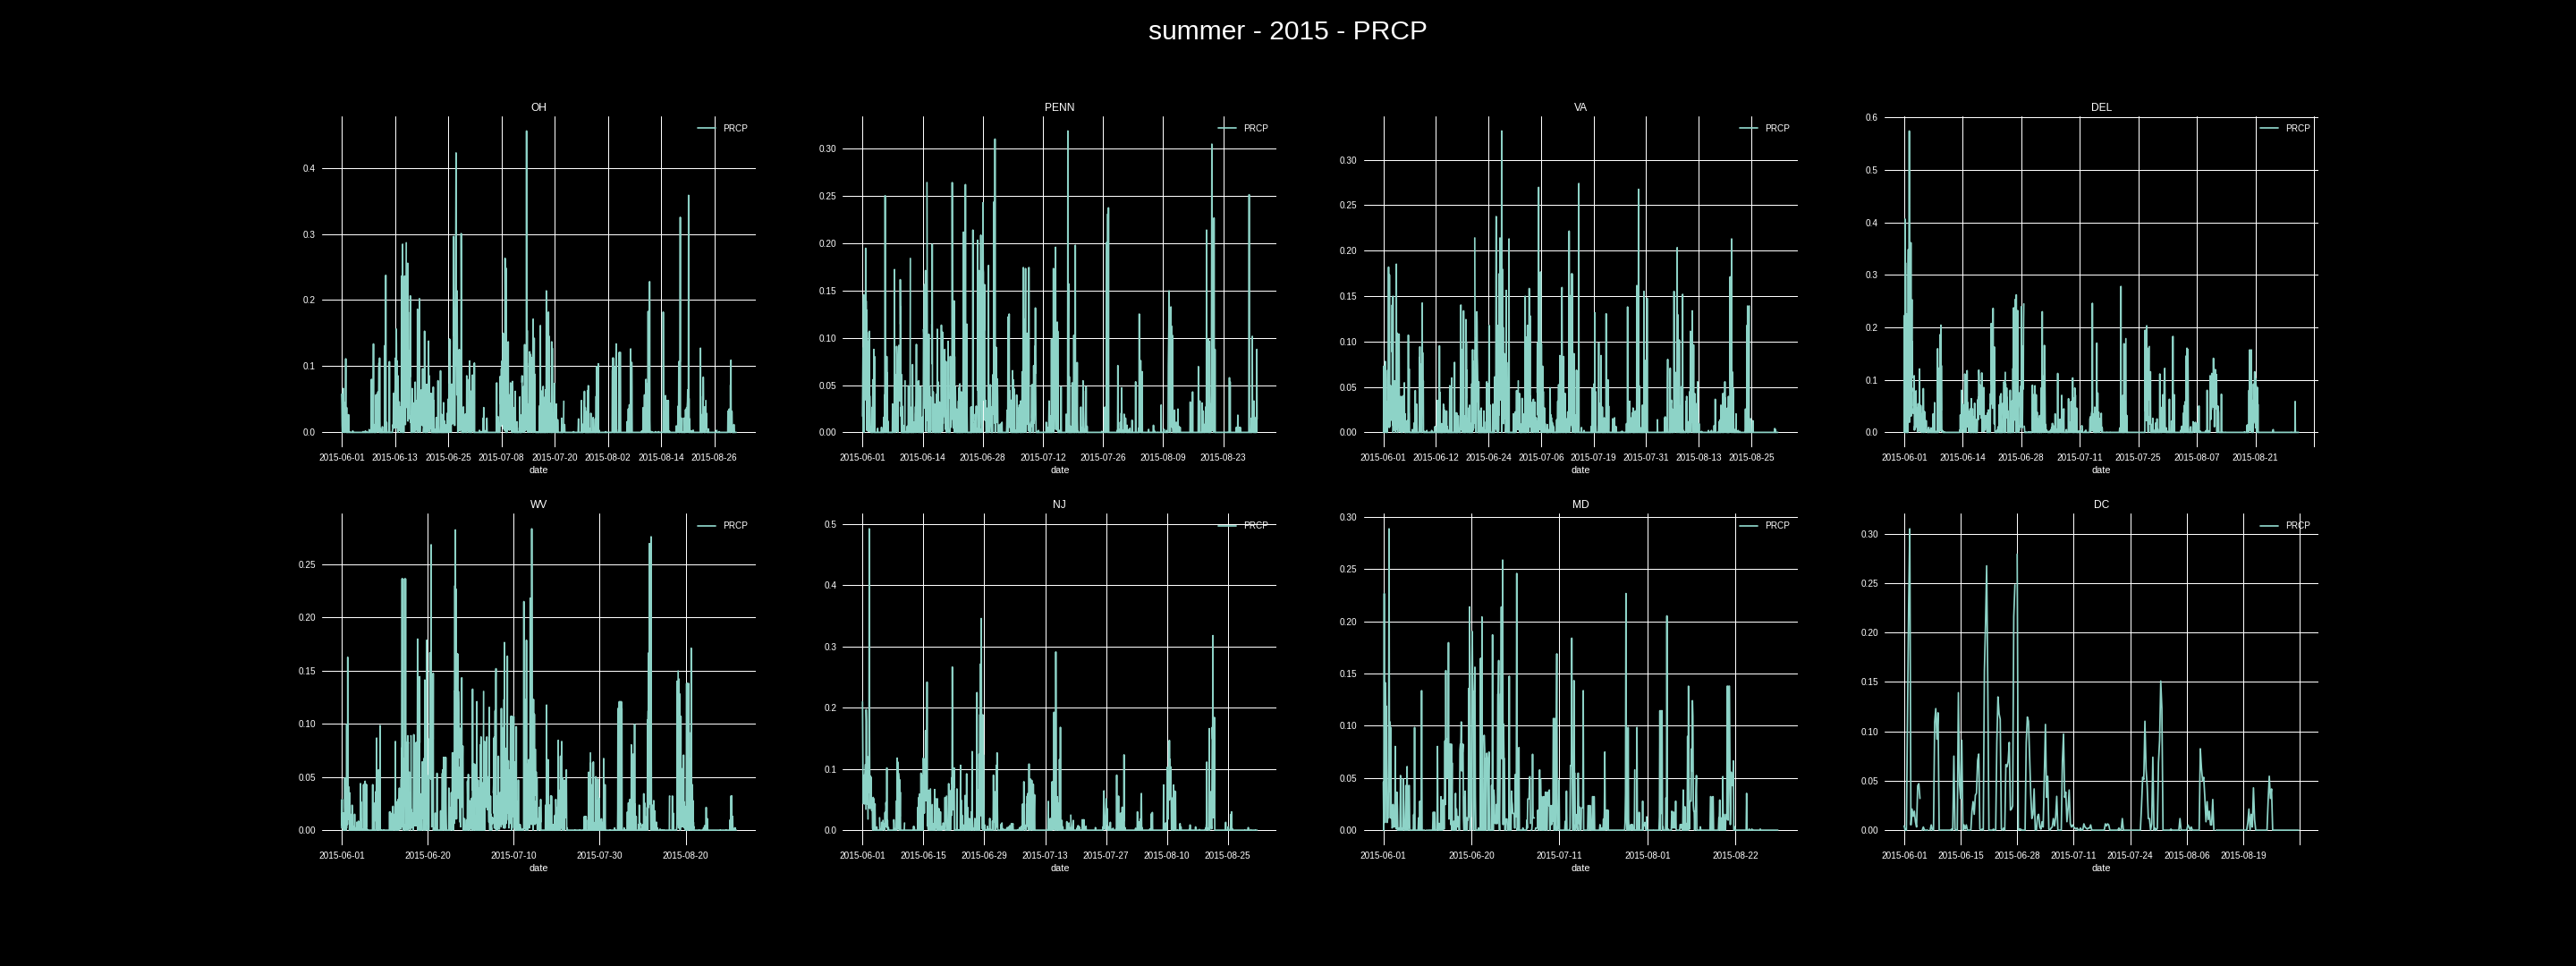 summer - 2015 - PRCP
OH
PRCP
0.4
0.3
0.2
0.1
0.0
2015-06-01 2015-06-13 2015-06-25 2015-07-08 2015-07-20 2015-08-02 2015-08-14 2015-08-26
date
PENN
PRCP
0.30
0.25
0.20
0.15
0.10
0.05
0.00
2015-06-01 2015-06-14 2015-06-28 2015-07-12 2015-07-26 2015-08-09 2015-08-23
date
VA
PRCP
0.30
0.25
0.20
0.15
0.10
0.05
0.00
2015-06-01 2015-06-12 2015-06-24 2015-07-06 2015-07-19 2015-07-31 2015-08-13 2015-08-25
date
DEL
PRCP
0.6
0.5
0.4
0.3
0.2
0.1
0.0
2015-06-01 2015-06-14 2015-06-28 2015-07-11 2015-07-25 2015-08-07 2015-08-21
date
WV
PRCP
0.25
0.20
0.15
0.10
0.05
0.00
2015-06-01 2015-06-20 2015-07-10 2015-07-30 2015-08-20
date
NJ
PRCP
0.5
0.4
0.3
0.2
0.1
0.0
2015-06-01 2015-06-15 2015-06-29 2015-07-13 2015-07-27 2015-08-10 2015-08-25
date
MD
PRCP
0.30
0.25
0.20
0.15
0.10
0.05
0.00
2015-06-01 2015-06-20 2015-07-11 2015-08-01 2015-08-22
date
DC
PRCP
0.30
0.25
0.20
0.15
0.10
0.05
0.00
2015-06-01 2015-06-15 2015-06-28 2015-07-11 2015-07-24 2015-08-06 2015-08-19
date